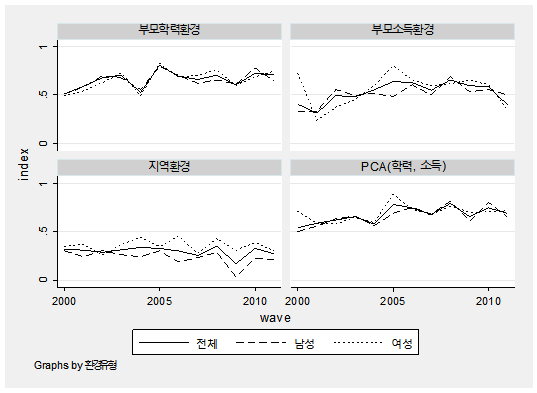 부모학력환경
부모소득환경
지역환경
PCA(학력, 소득)
index
1
.5
0
1
.5
0
2000
2005
2010
2000
2005
2010
wave
전체
남성
여성
Graphs by 환경유형